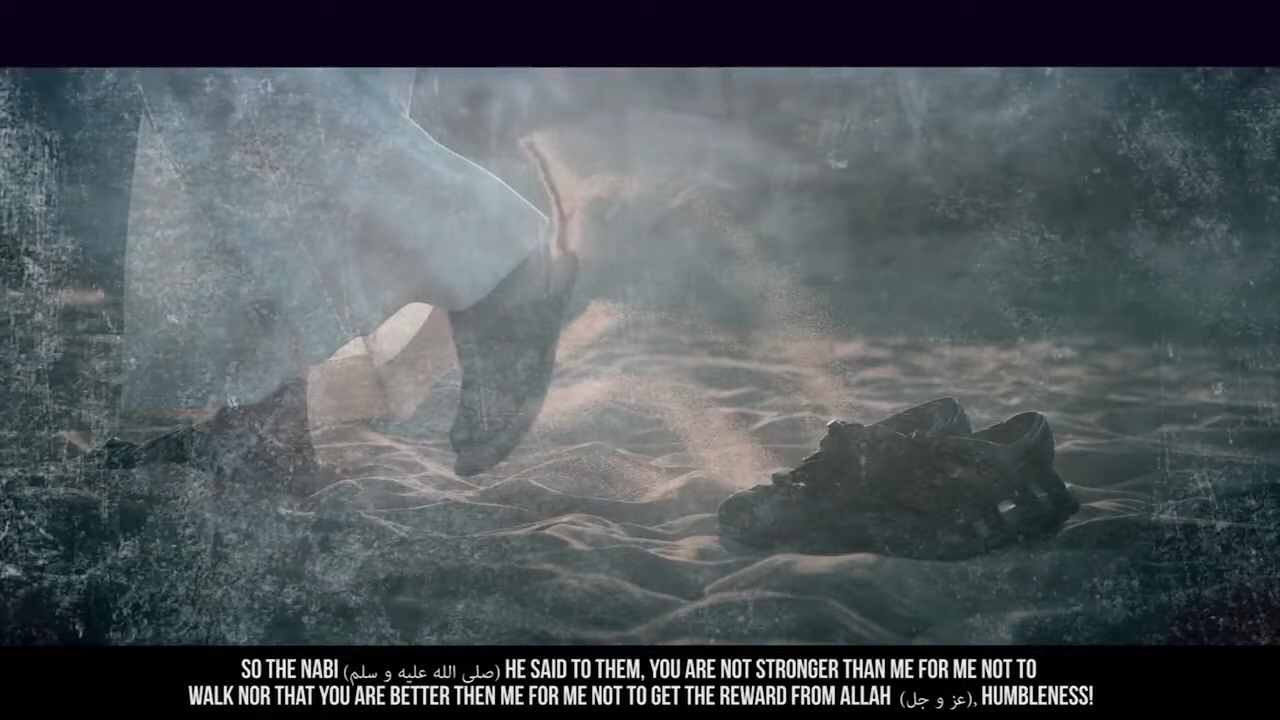 SO THE NABI (صلى الله عليه و سلم) HE SAID TO THEM, YOU ARE NOT STRONGER THAN ME FOR ME NOT TO
WALK NOR THAT YOU ARE BETTER THEN ME FOR ME NOT TO GET THE REWARD FROM ALLAH (عز و جل), HUMBLENESS!